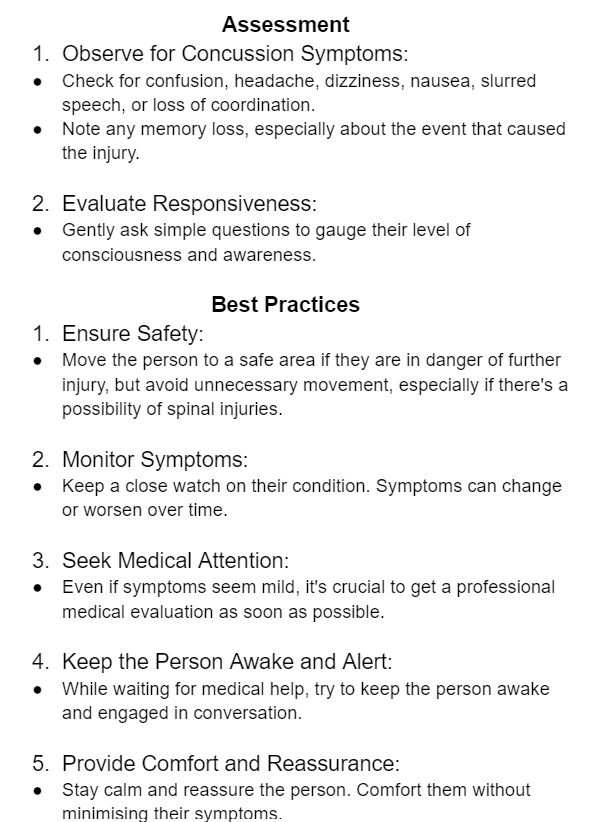 Assessment
1. Observe for Concussion Symptoms:
● Check for confusion, headache, dizziness, nausea, slurred
speech, or loss of coordination.
● Note any memory loss, especially about the event that caused
the injury.
2. Evaluate Responsiveness:
● Gently ask simple questions to gauge their level of
consciousness and awareness.
Best Practices
1. Ensure Safety:
● Move the person to a safe area if they are in danger of further
injury, but avoid unnecessary movement, especially if there's a
possibility of spinal injuries.
2. Monitor Symptoms:
● Keep a close watch on their condition. Symptoms can change
or worsen over time.
3. Seek Medical Attention:
● Even if symptoms seem mild, it's crucial to get a professional
medical evaluation as soon as possible.
4. Keep the Person Awake and Alert:
● While waiting for medical help, try to keep the person awake
and engaged in conversation.
5. Provide Comfort and Reassurance:
● Stay calm and reassure the person. Comfort them without
minimising their symptoms.